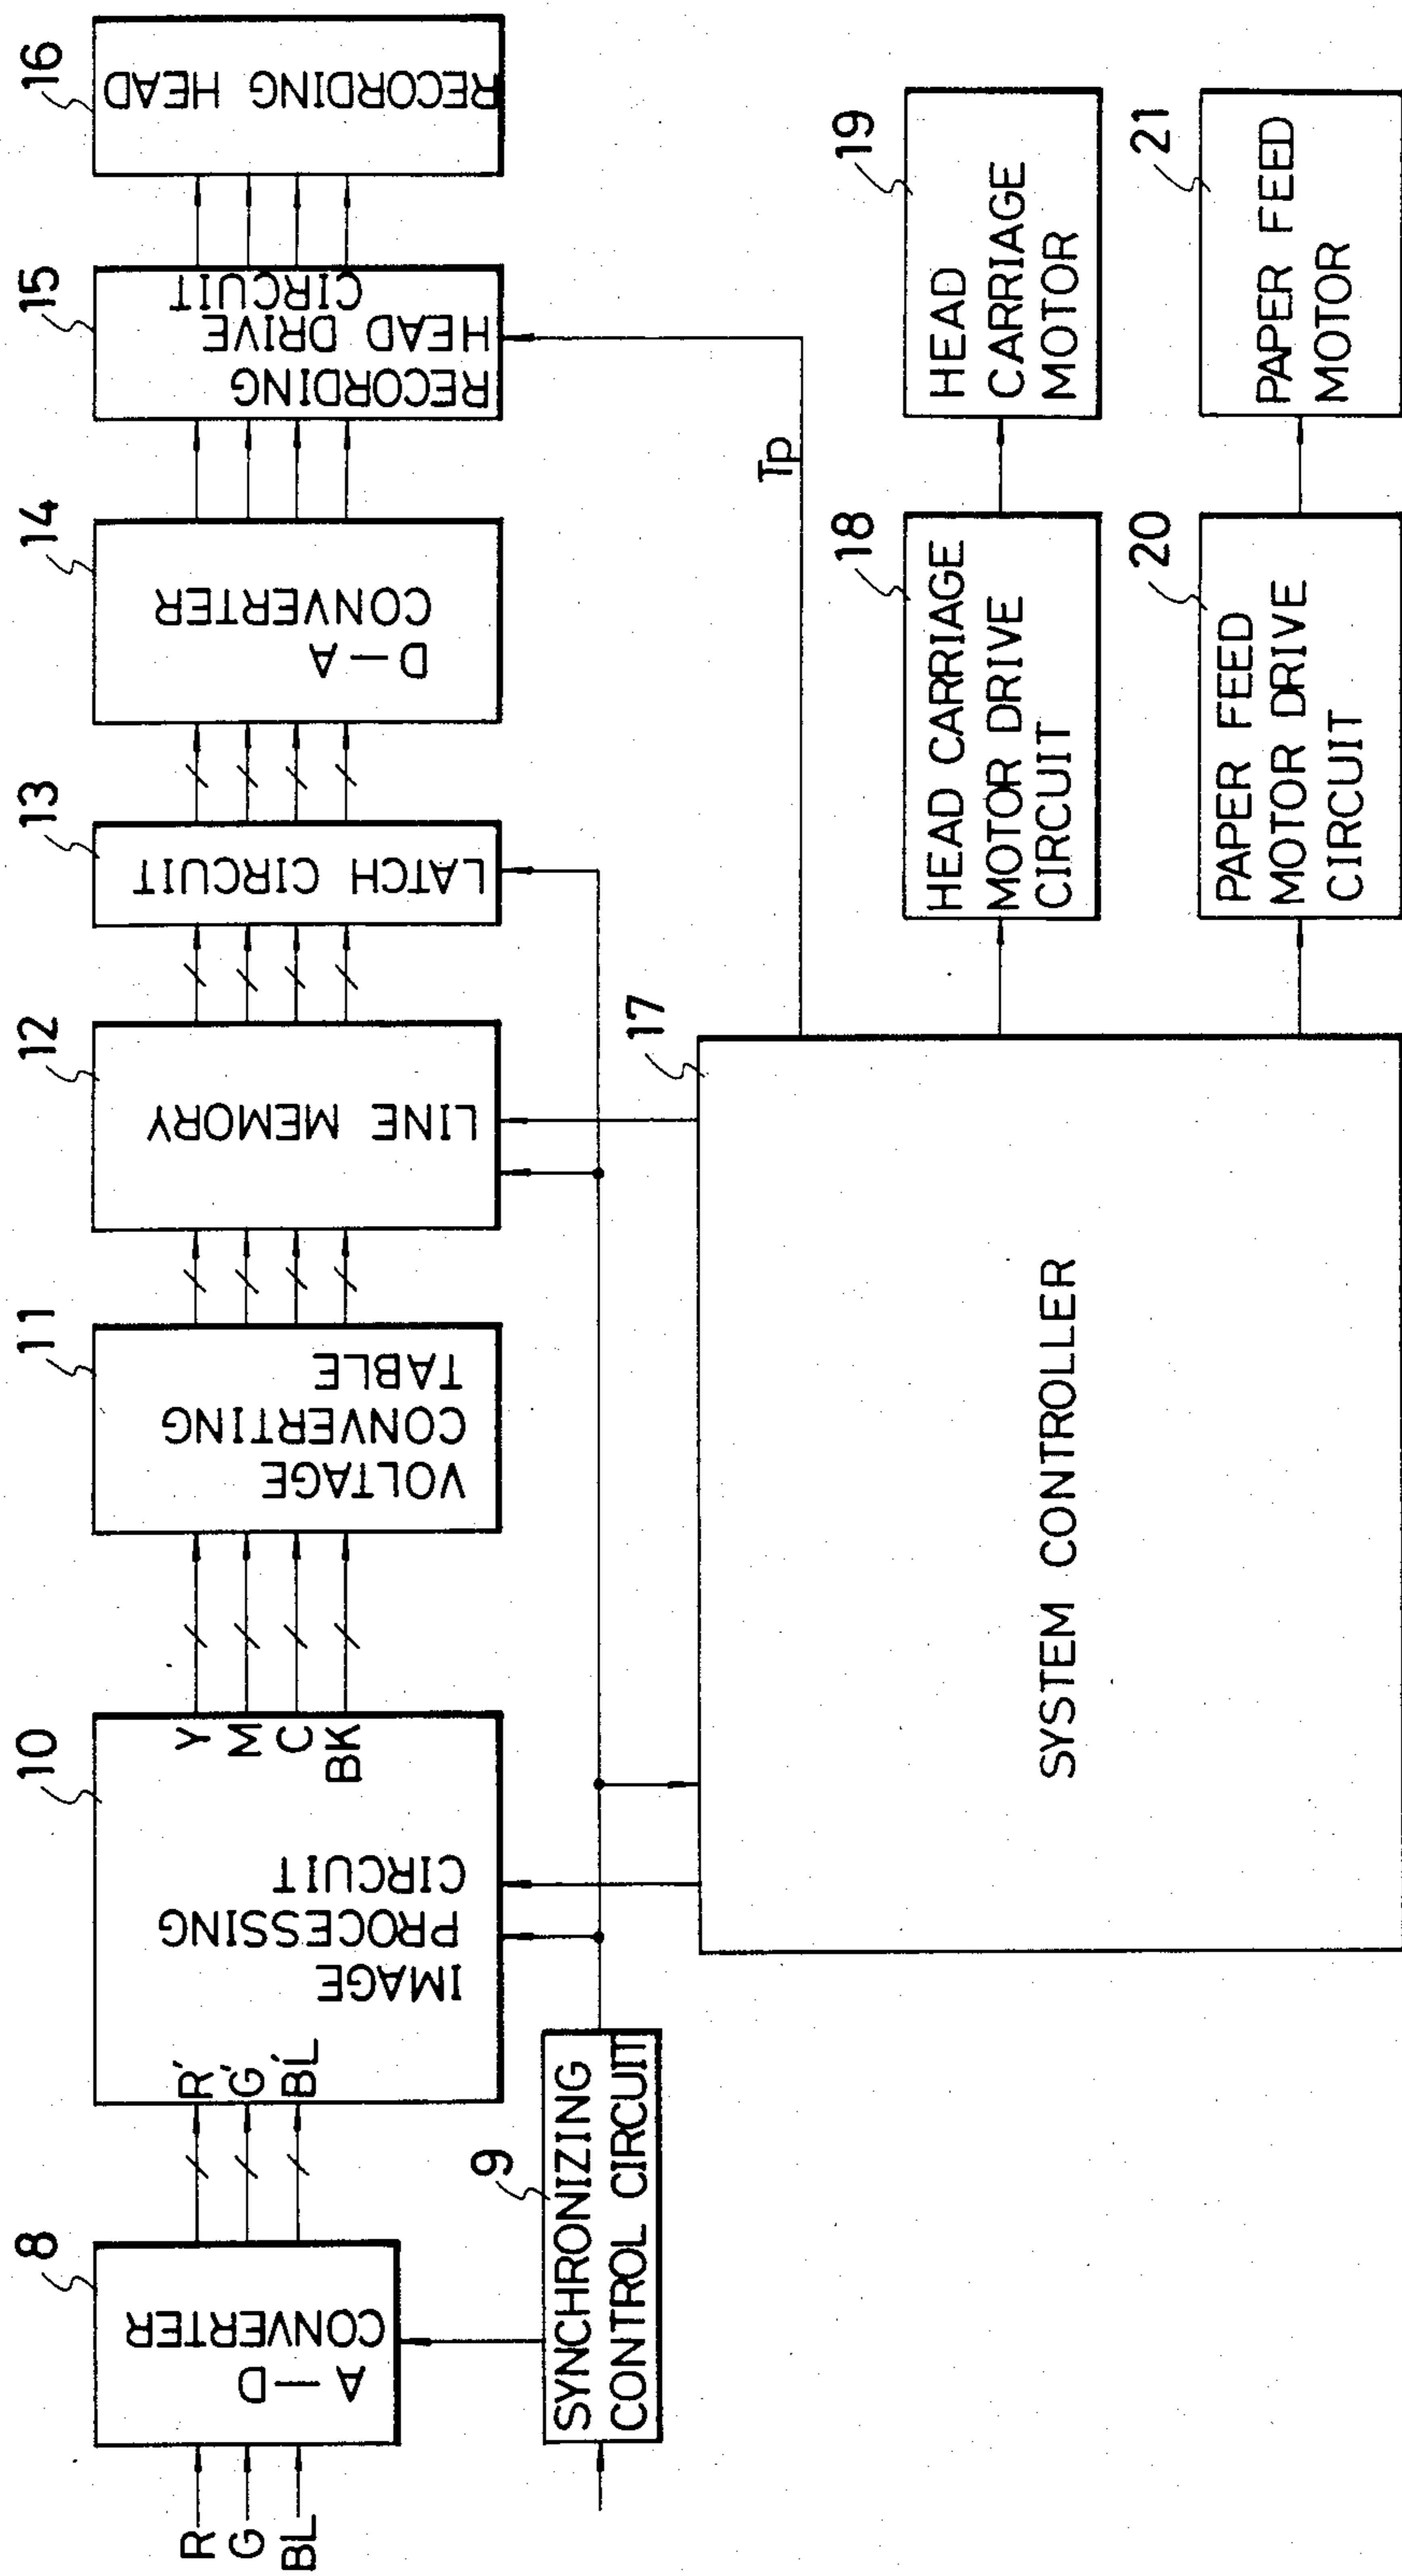 R
G
BL
8
A-D
CONVERTER
9
SYNCHRONIZING
CONTROL CIRCUIT
10
R'
G'
BL'
IMAGE
PROCESSING
CIRCUIT
Y
M
C
BK
11
VOLTAGE
CONVERTING
TABLE
12
LINE MEMORY
13
LATCH CIRCUIT
14
D-A
CONVERTER
15
RECORDING
HEAD DRIVE
CIRCUIT
16
RECORDING HEAD
17
SYSTEM CONTROLLER
Tp
18
HEAD CARRIAGE
MOTOR DRIVE
CIRCUIT
19
HEAD
CARRIAGE
MOTOR
20
PAPER FEED
MOTOR DRIVE
CIRCUIT
21
PAPER FEED
MOTOR